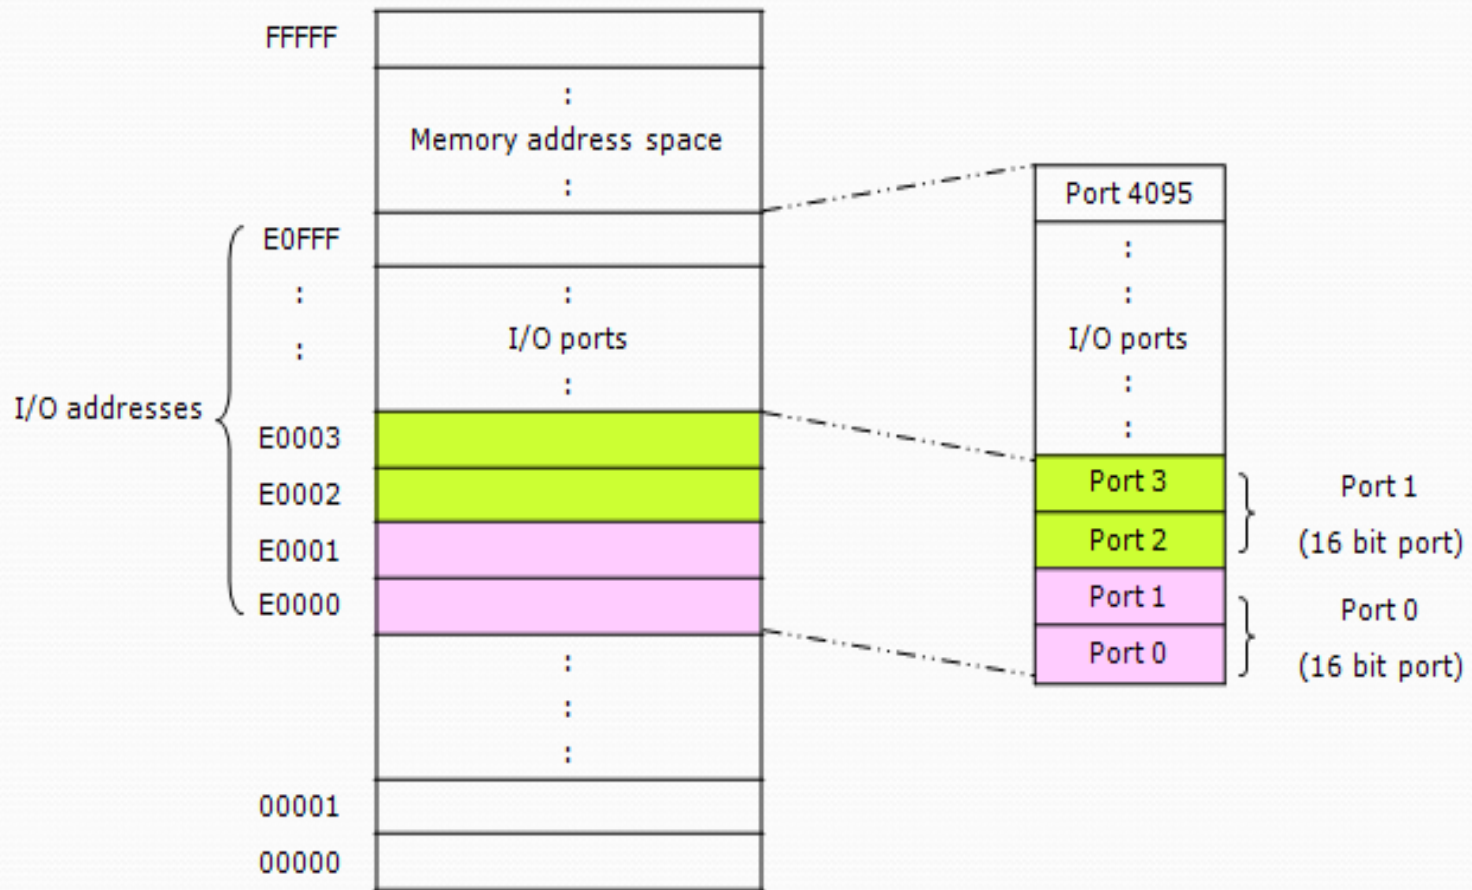 FFFFF
:
Memory address space
:
E0FFF
:
:
I/O addresses
E0003
E0002
E0001
E0000
:
I/O ports
:
:
:
:
00001
00000
Port 4095
:
:
I/O ports
:
:
Port 3
Port 2
Port 1
Port 0
Port 1
(16 bit port)
Port 0
(16 bit port)